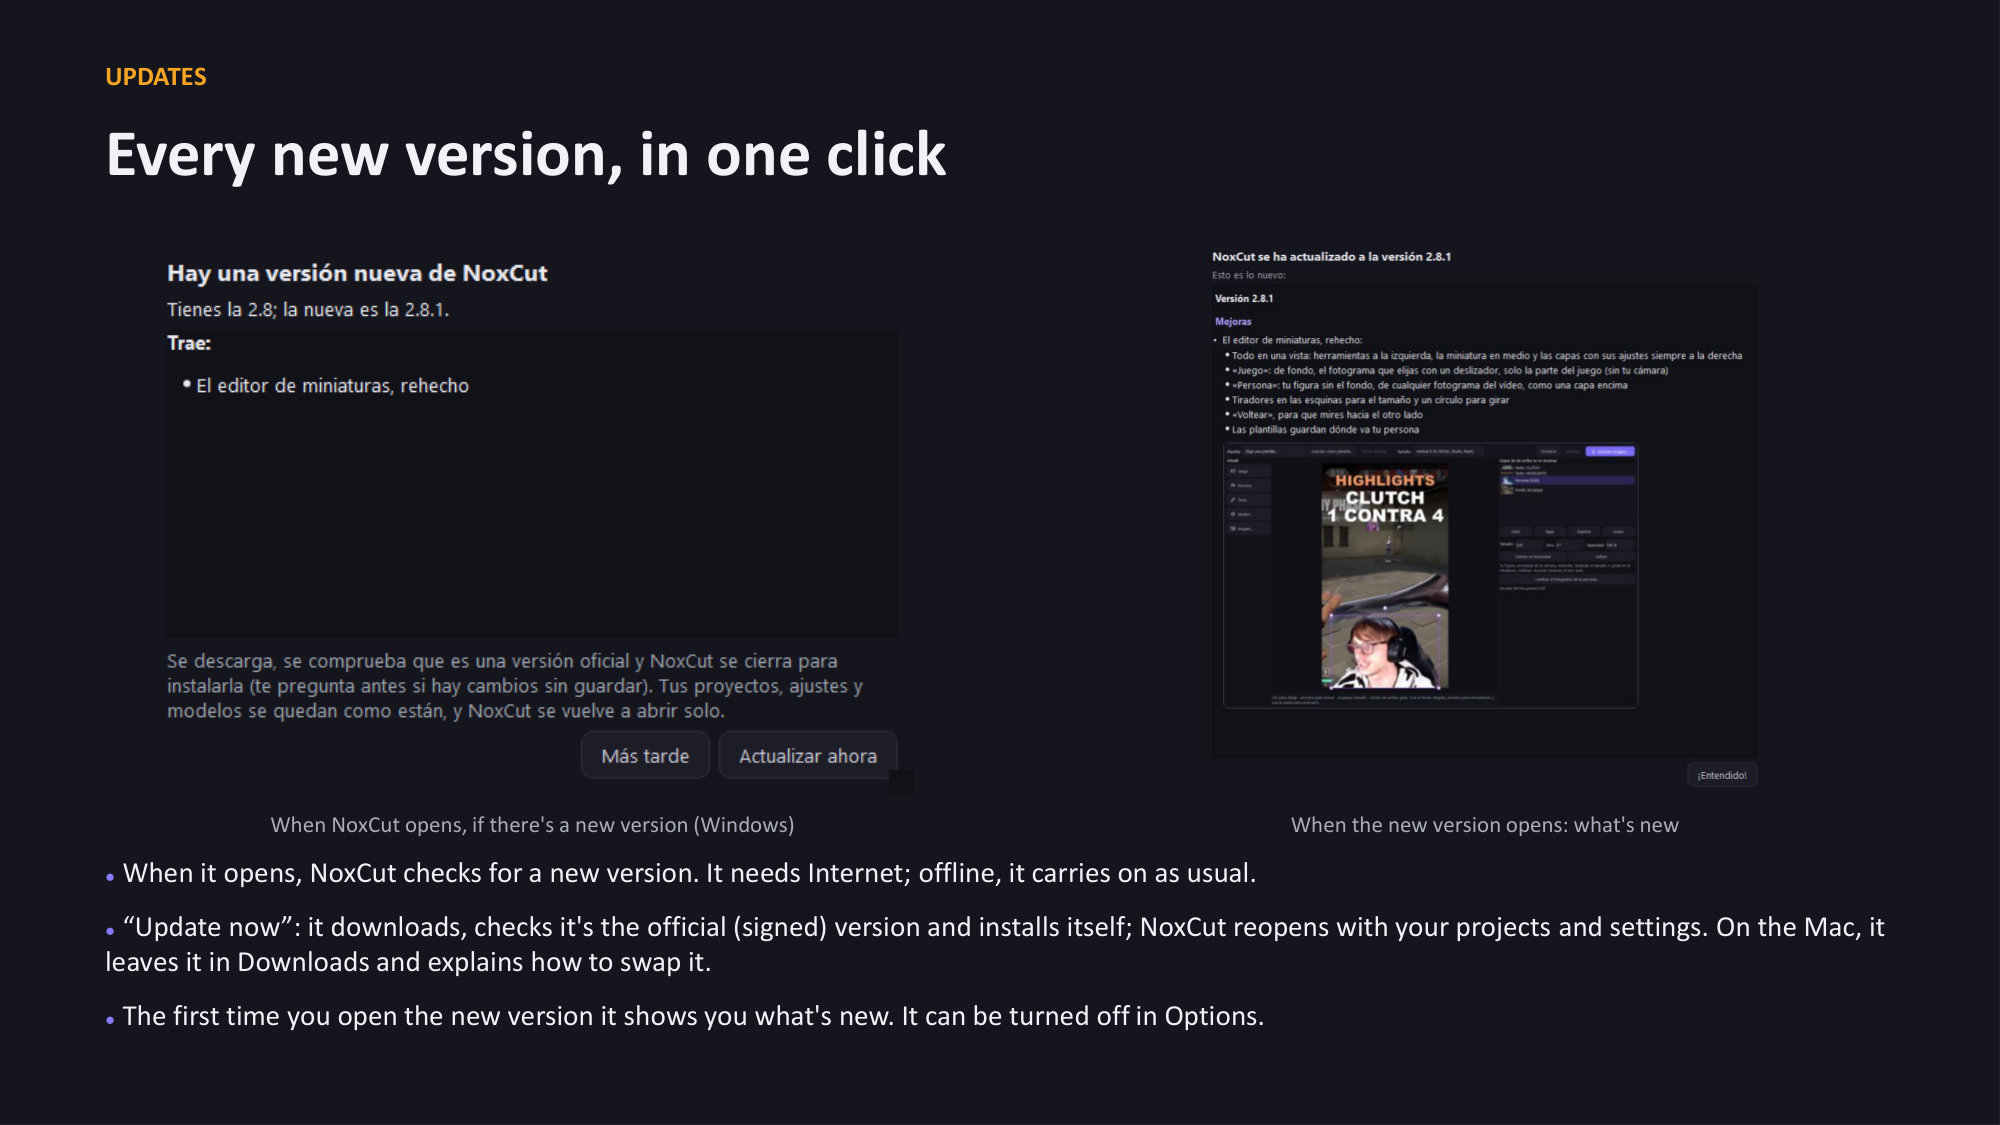 UPDATES
Every new version, in one click
Hay una versión nueva de NoxCut
Tienes la 2.8; la nueva es la 2.8.1.
Trae:
• El editor de miniaturas, rehecho
Se descarga, se comprueba que es una versión oficial y NoxCut se cierra para
instalarla (te pregunta antes si hay cambios sin guardar). Tus proyectos, ajustes y
modelos se quedan como están, y NoxCut se vuelve a abrir solo.
Más tarde
Actualizar ahora
When NoxCut opens, if there's a new version (Windows)
NoxCut se ha actualizado a la versión 2.8.1
Esto es lo nuevo:
Versión 2.8.1
Mejoras
• El editor de miniaturas, rehecho:
• Todo en una vista: herramientas a la izquierda, la miniatura en medio y las capas con sus ajustes siempre a la derecha
• «Juego»: de fondo, el fotograma que elijas con un deslizador, solo la parte del juego (sin tu cámara)
• «Persona»: tu figura sin el fondo, de cualquier fotograma del vídeo, como una capa encima
• Tiradores en las esquinas para el tamaño y un círculo para girar
• «Voltear», para que mires hacia el otro lado
• Las plantillas guardan dónde va tu persona
HIGHLIGHTS
CLUTCH
1 CONTRA 4
¡Entendido!
When the new version opens: what's new
• When it opens, NoxCut checks for a new version. It needs Internet; offline, it carries on as usual.
• “Update now”: it downloads, checks it's the official (signed) version and installs itself; NoxCut reopens with your projects and settings. On the Mac, it
leaves it in Downloads and explains how to swap it.
• The first time you open the new version it shows you what's new. It can be turned off in Options.